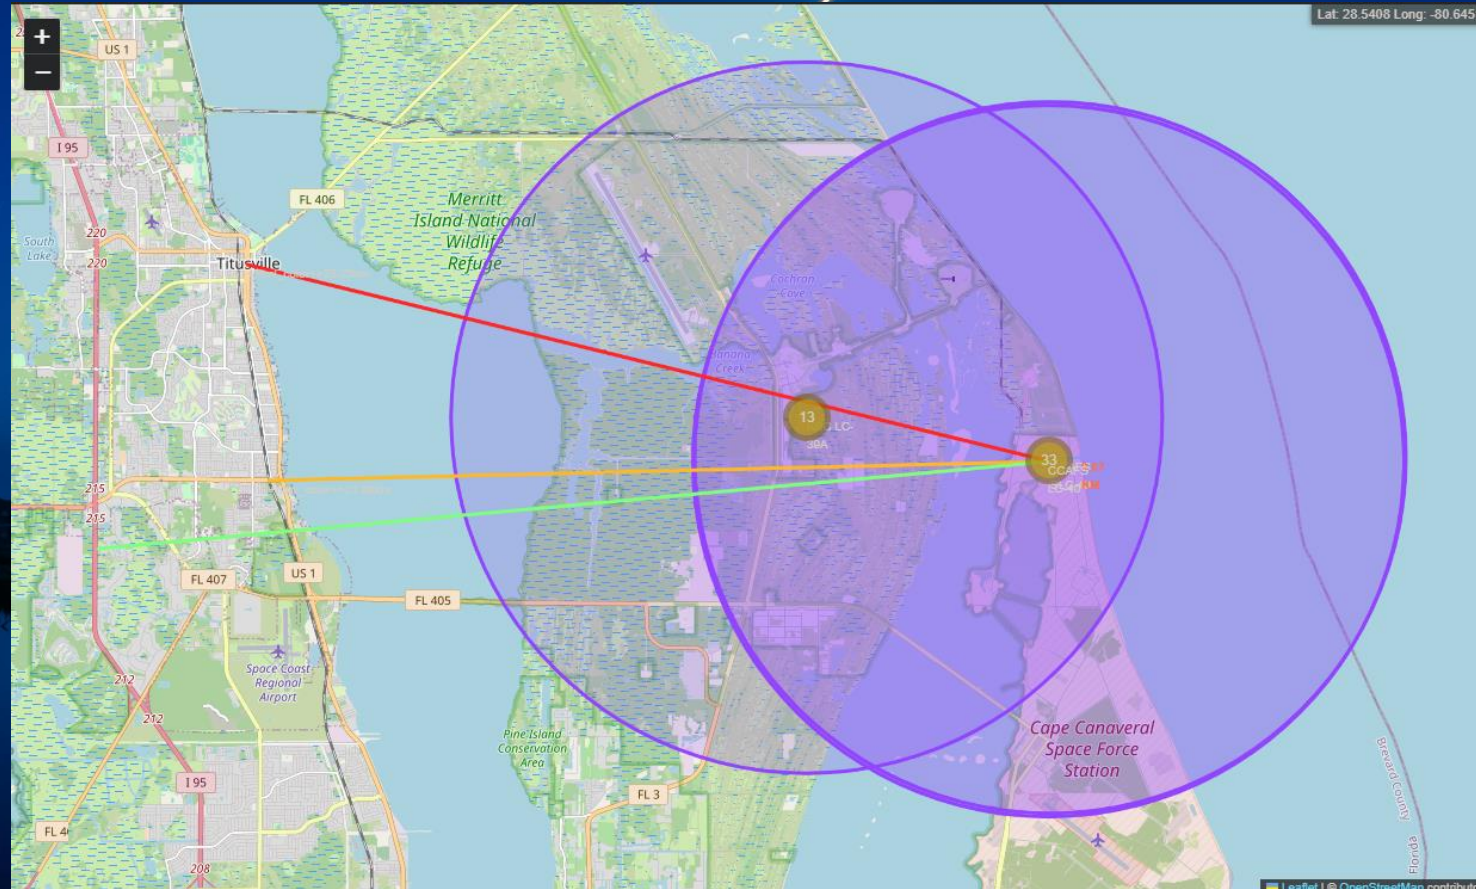 Lat: 28.5408 Long: -80.645
+
−
US 1
I 95
FL 406
Merritt
Island National
Wildlife
Refuge
220
South
Lake
220
Titusville
Cochran
Cove
Banana
Creek
13
LC-
39A
33
CCAFS
215
215
FL 407
US 1
FL 405
212
Space Coast
Regional
Airport
212
Pine Island
Conservation
Area
Cape Canaveral
Space Force
Station
I 95
FL 3
Brevard County
Florida
208
Leaflet | © OpenStreetMap